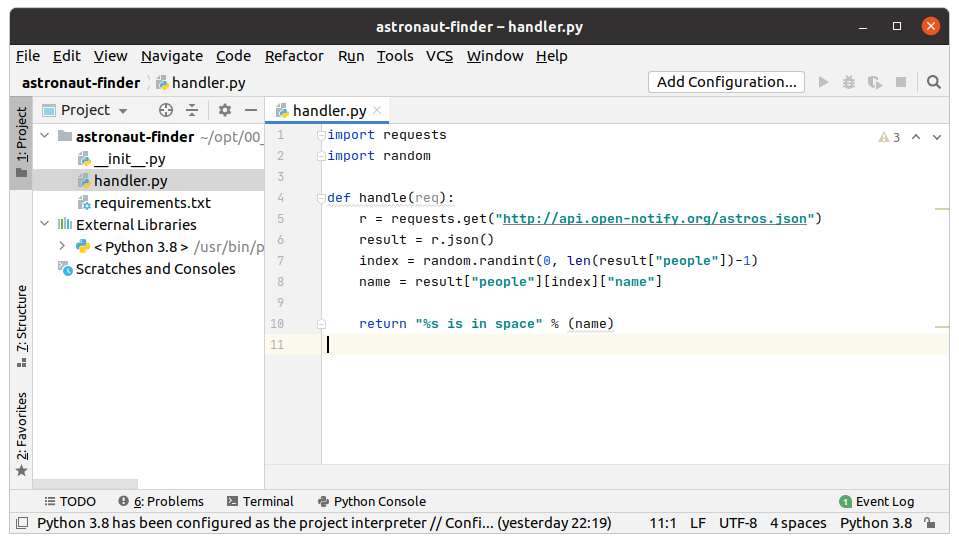 astronaut-finder – handler.py
File Edit View Navigate Code Refactor Run Tools VCS Window Help
astronaut-finder handler.py Add Configuration...
1: Project
7: Structure
2: Favorites
Project
astronaut-finder ~/opt/00_
__init__.py
handler.py
requirements.txt
External Libraries
< Python 3.8 > /usr/bin/p
Scratches and Consoles
handler.py
3
1 import requests
2 import random
3
4 def handle(req):
5 r = requests.get("http://api.open-notify.org/astros.json")
6 result = r.json()
7 index = random.randint(0, len(result["people"])-1)
8 name = result["people"][index]["name"]
9
10 return "%s is in space" % (name)
11
TODO 6: Problems Terminal Python Console 1 Event Log
Python 3.8 has been configured as the project interpreter // Confi... (yesterday 22:19) 11:1 LF UTF-8 4 spaces Python 3.8